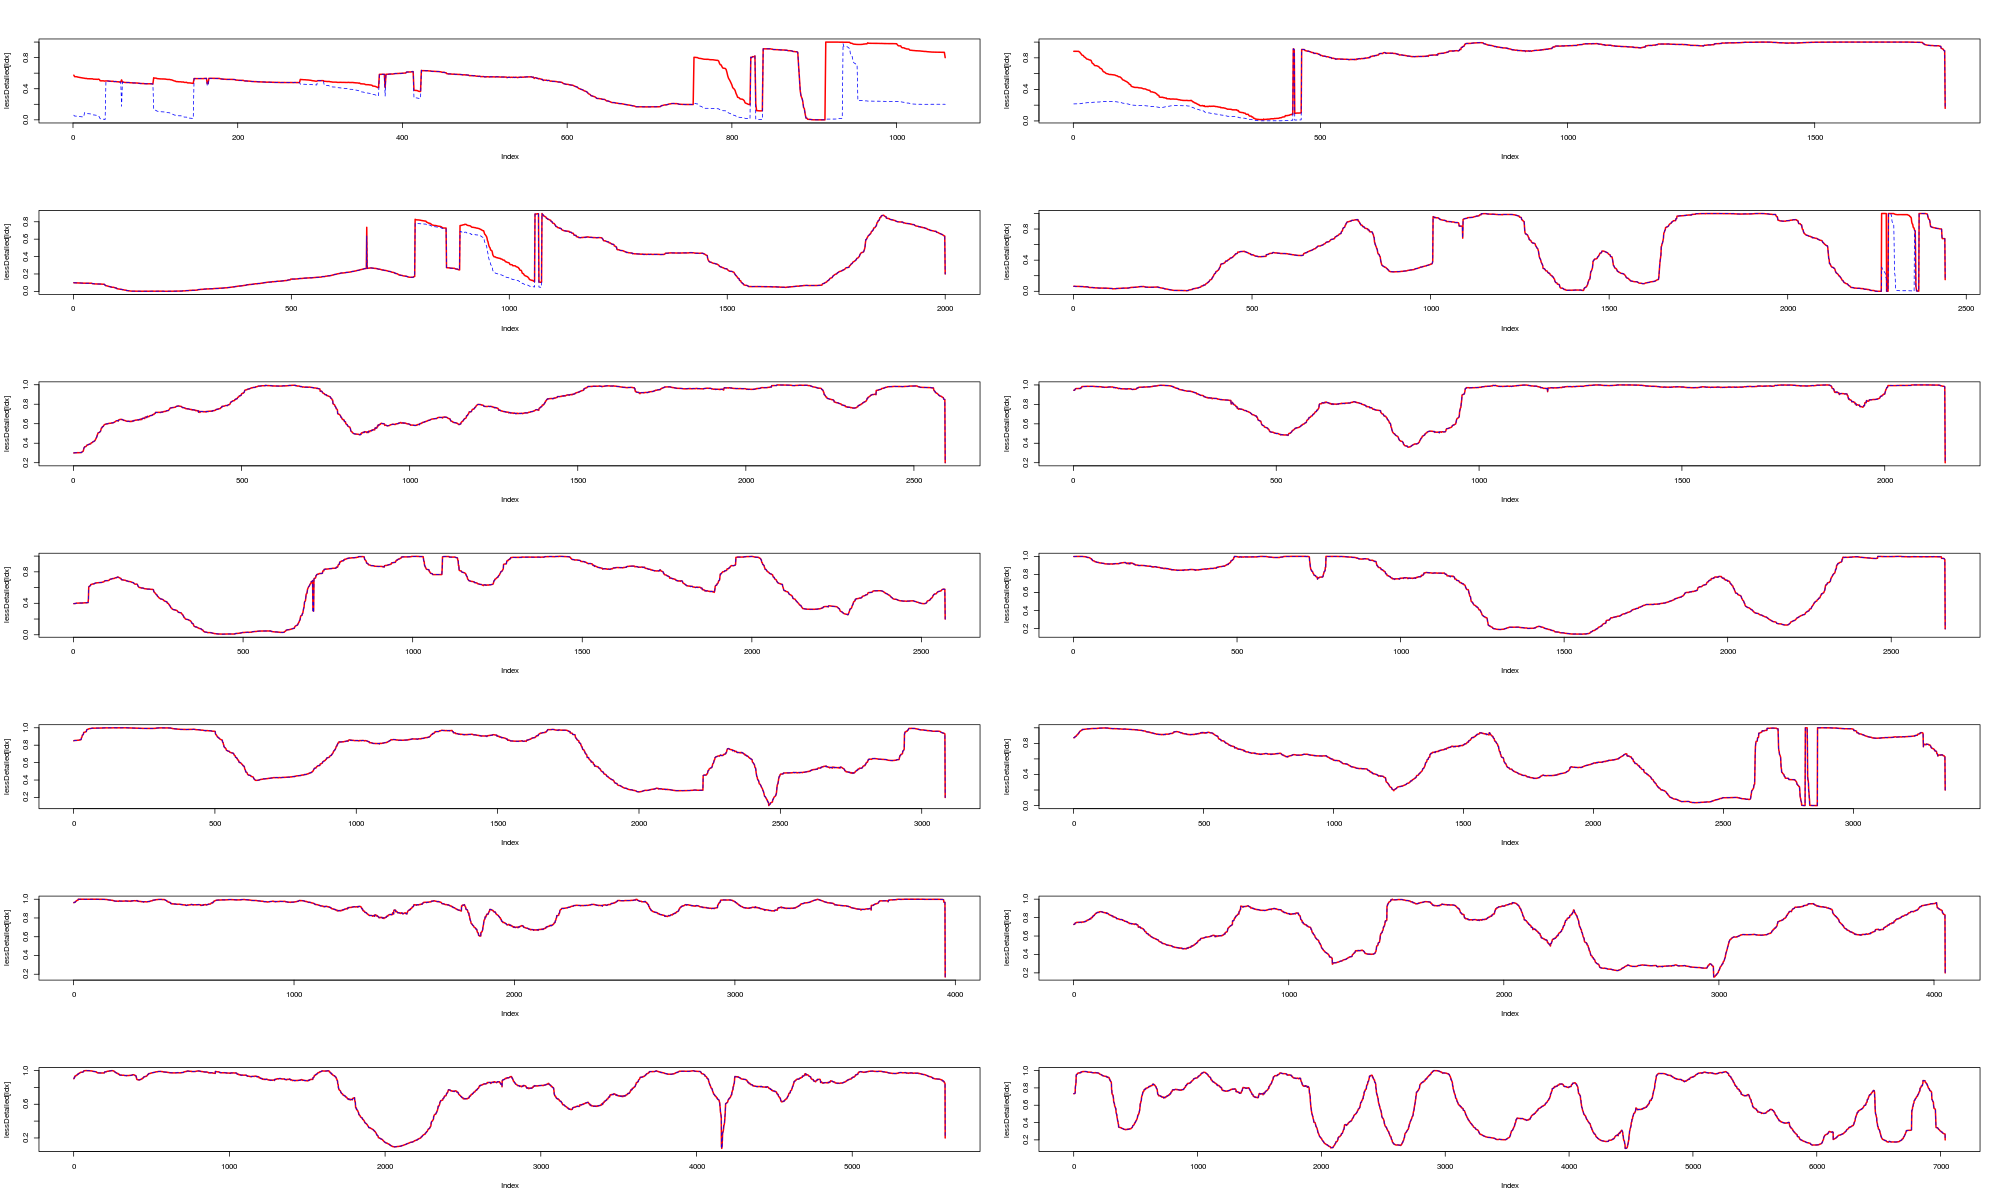 lessDetailed[idx]
0.0 0.4 0.8
0 200 400 600 800 1000
Index
lessDetailed[idx]
0.0 0.4 0.8
0 500 1000 1500
Index
lessDetailed[idx]
0.0 0.2 0.4 0.6 0.8
0 500 1000 1500 2000
Index
lessDetailed[idx]
0.0 0.4 0.8
0 500 1000 1500 2000 2500
Index
lessDetailed[idx]
0.2 0.4 0.6 0.8 1.0
0 500 1000 1500 2000 2500
Index
lessDetailed[idx]
0.2 0.4 0.6 0.8 1.0
0 500 1000 1500 2000
Index
lessDetailed[idx]
0.0 0.4 0.8
0 500 1000 1500 2000 2500
Index
lessDetailed[idx]
0.2 0.4 0.6 0.8 1.0
0 500 1000 1500 2000 2500
Index
lessDetailed[idx]
0.2 0.4 0.6 0.8 1.0
0 500 1000 1500 2000 2500 3000
Index
lessDetailed[idx]
0.0 0.4 0.8
0 500 1000 1500 2000 2500 3000
Index
lessDetailed[idx]
0.2 0.4 0.6 0.8 1.0
0 1000 2000 3000 4000
Index
lessDetailed[idx]
0.2 0.4 0.6 0.8 1.0
0 1000 2000 3000 4000
Index
lessDetailed[idx]
0.2 0.6 1.0
0 1000 2000 3000 4000 5000
Index
lessDetailed[idx]
0.2 0.4 0.6 0.8 1.0
0 1000 2000 3000 4000 5000 6000 7000
Index